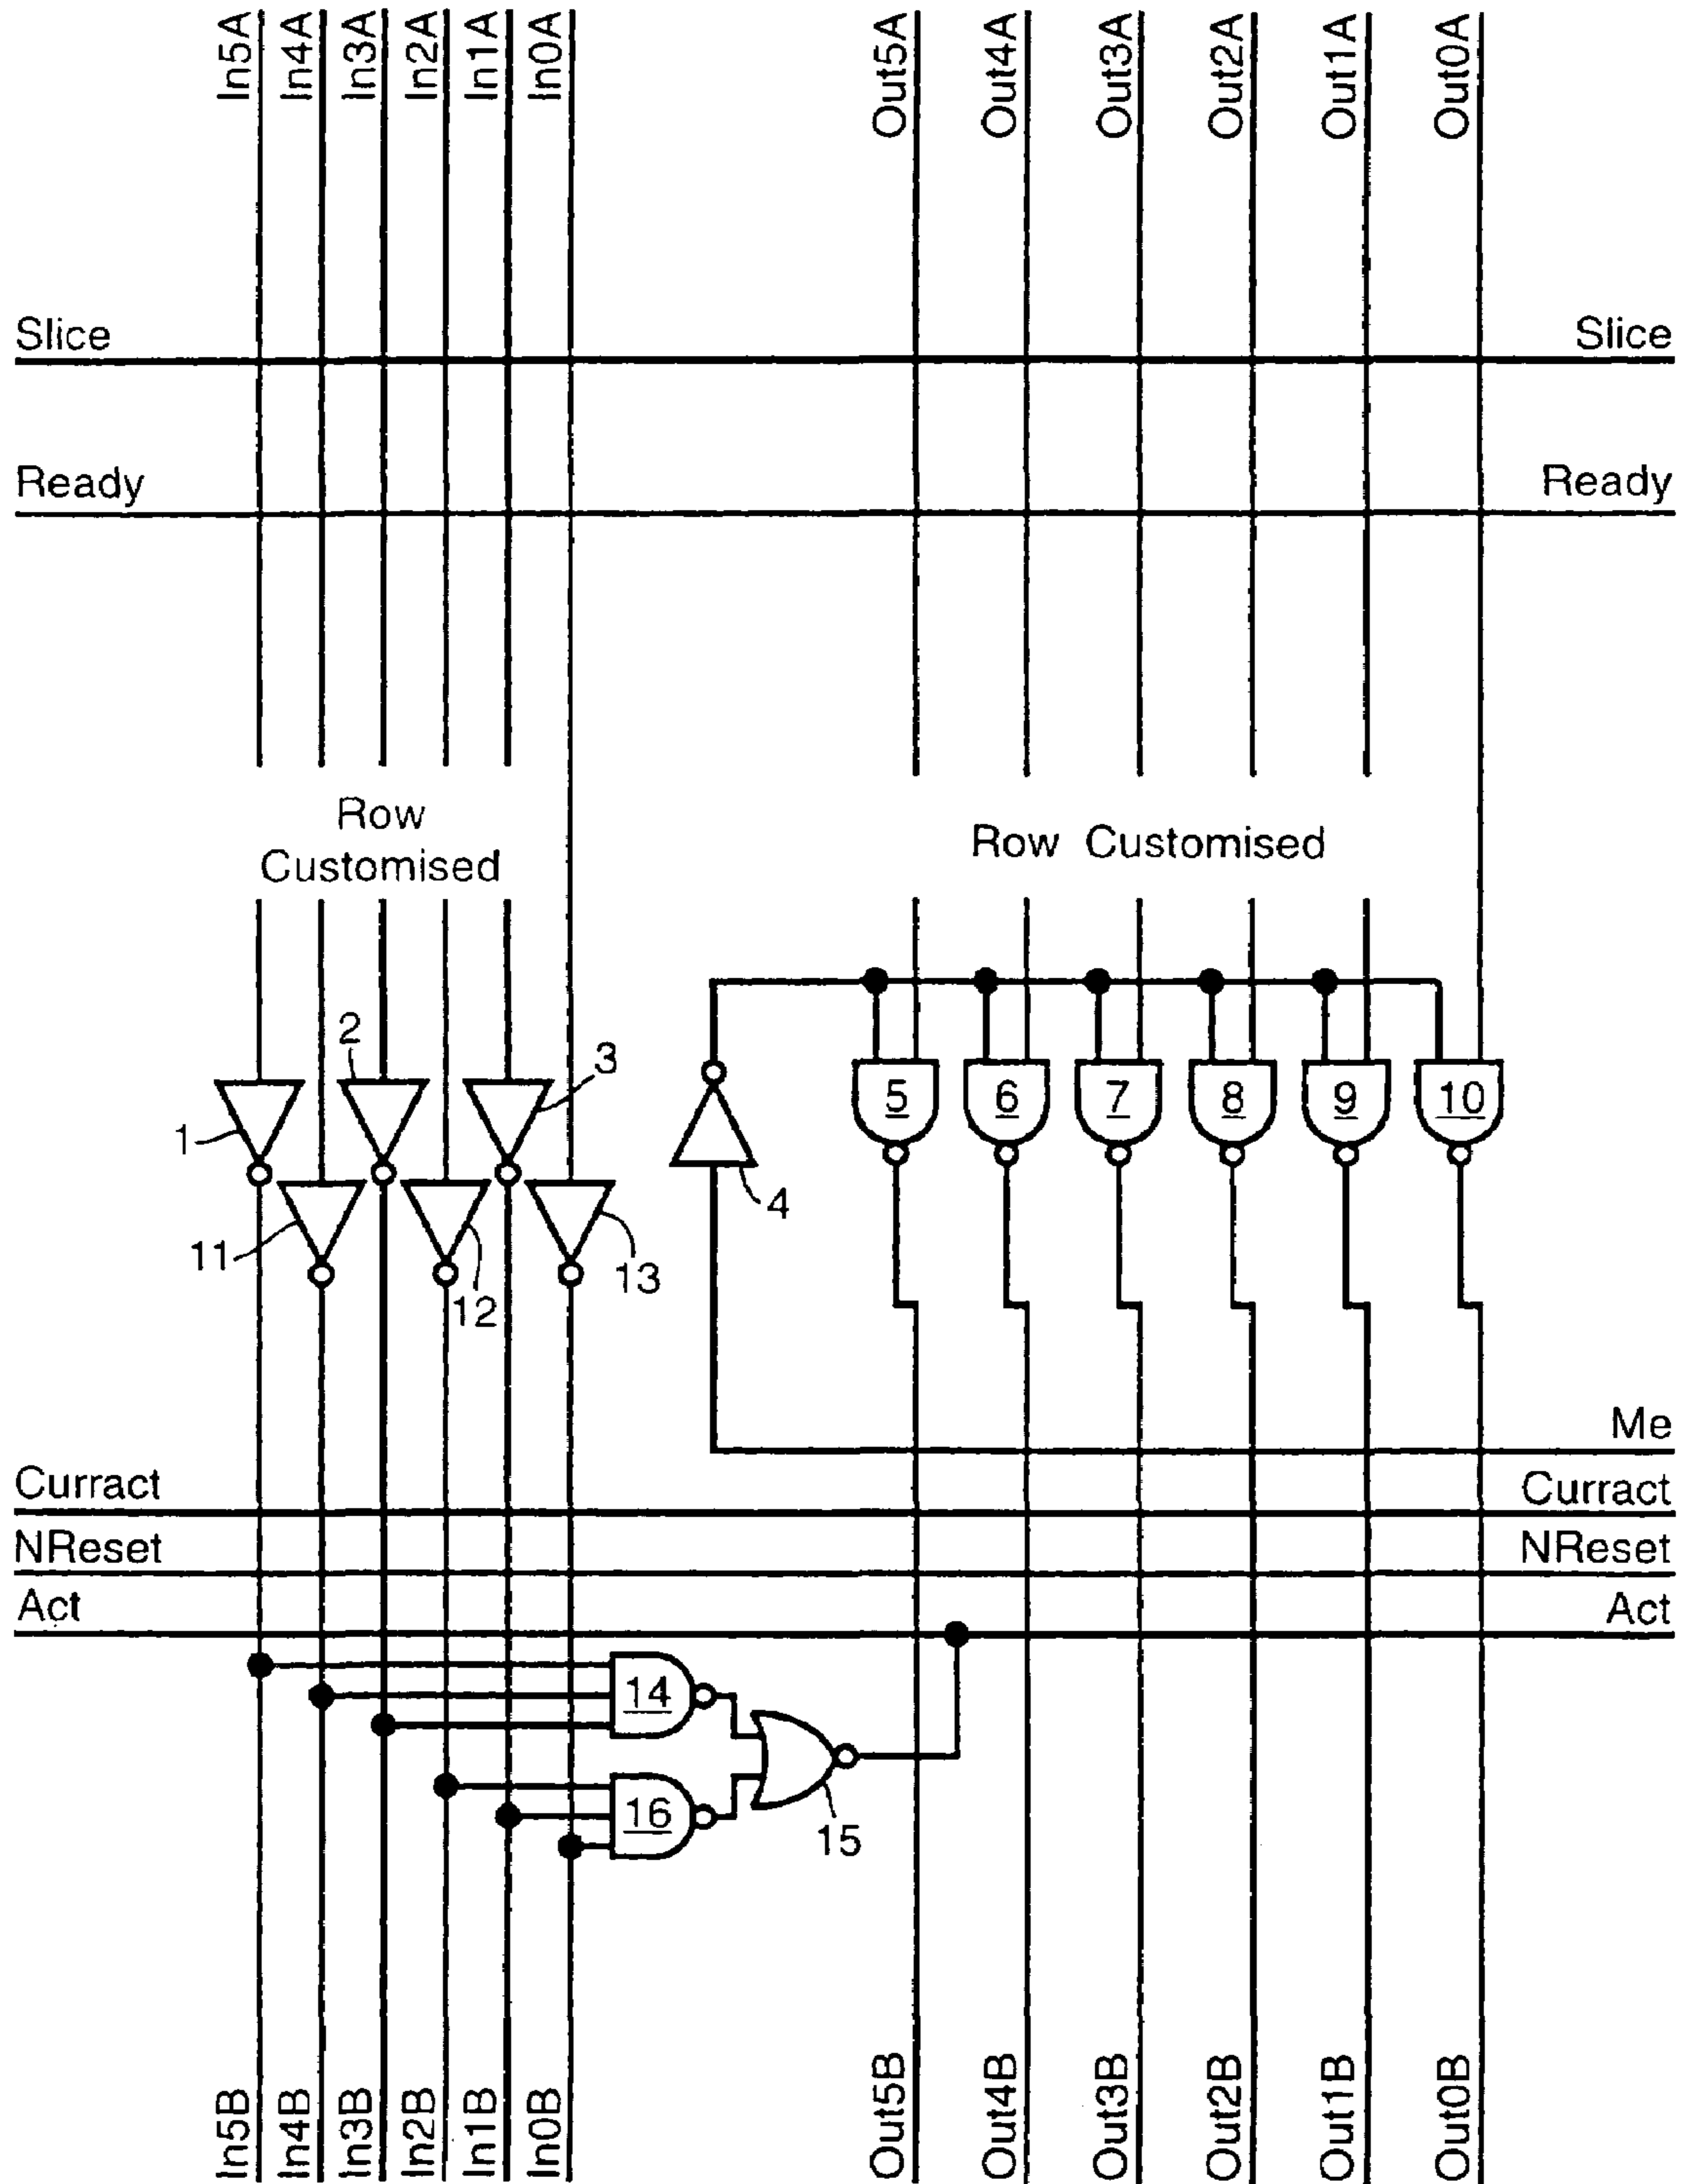 In5A
In4A
In3A
In2A
In1A
In0A
Out5A
Out4A
Out3A
Out2A
Out1A
Out0A
Slice
Slice
Ready
Ready
Row
Customised
Row Customised
1
2
3
4
5
6
7
8
9
10
11
12
13
Me
Curract
Curract
NReset
NReset
Act
Act
14
16
15
In5B
In4B
In3B
In2B
In1B
In0B
Out5B
Out4B
Out3B
Out2B
Out1B
Out0B